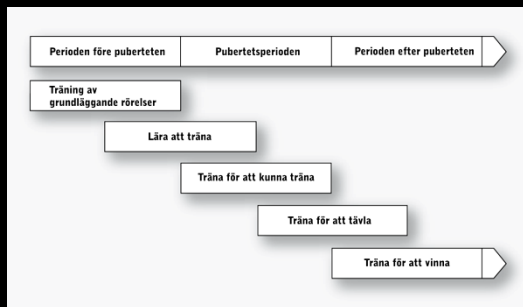 Perioden före puberteten
Pubertetsperioden
Perioden efter puberteten
Träning av
grundläggande rörelser
Lära att träna
Träna för att kunna träna
Träna för att tävla
Träna för att vinna